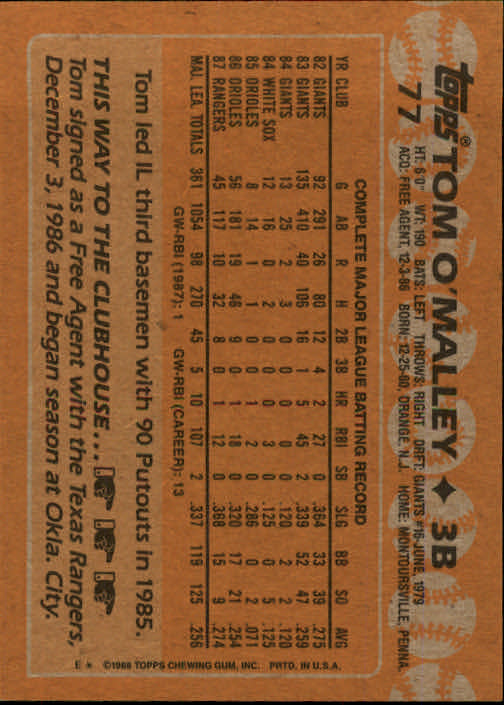 topps® TOM O'MALLEY ♦ 3B
77
HT: 6'0" WT: 190 BATS: LEFT THROWS: RIGHT DRFT: GIANTS #16-JUNE, 1979
ACQ: FREE AGENT, 12-3-86 BORN: 12-25-60, ORANGE, N.J. HOME: MONTOURSVILLE, PENNA.
COMPLETE MAJOR LEAGUE BATTING RECORD
YR CLUB G AB R H 2B 3B HR RBI SB SLG BB SO AVG
82 GIANTS 92 291 26 80 12 4 2 27 0 .364 33 39 .275
83 GIANTS 135 410 40 106 16 1 5 45 2 .339 52 47 .259
84 GIANTS 13 25 2 3 0 0 0 0 0 .120 2 2 .120
84 WHITE SOX 12 16 0 2 0 0 0 3 0 .125 0 5 .125
85 ORIOLES 8 14 1 1 0 0 1 2 0 .286 0 2 .071
86 ORIOLES 56 181 19 46 9 0 1 18 0 .320 17 21 .254
87 RANGERS 45 117 10 32 8 0 1 12 0 .368 15 9 .274
MAJ. LEA. TOTALS 361 1054 98 270 45 5 10 107 2 .337 119 125 .256
GW-RBI (1987): 1 GW-RBI (CAREER): 13
Tom led IL third basemen with 90 Putouts in 1985.
THIS WAY TO THE CLUBHOUSE...
Tom signed as a Free Agent with the Texas Rangers,
December 3, 1986 and began season at Okla. City.
E * ©1988 TOPPS CHEWING GUM, INC. PRTD. IN U.S.A.